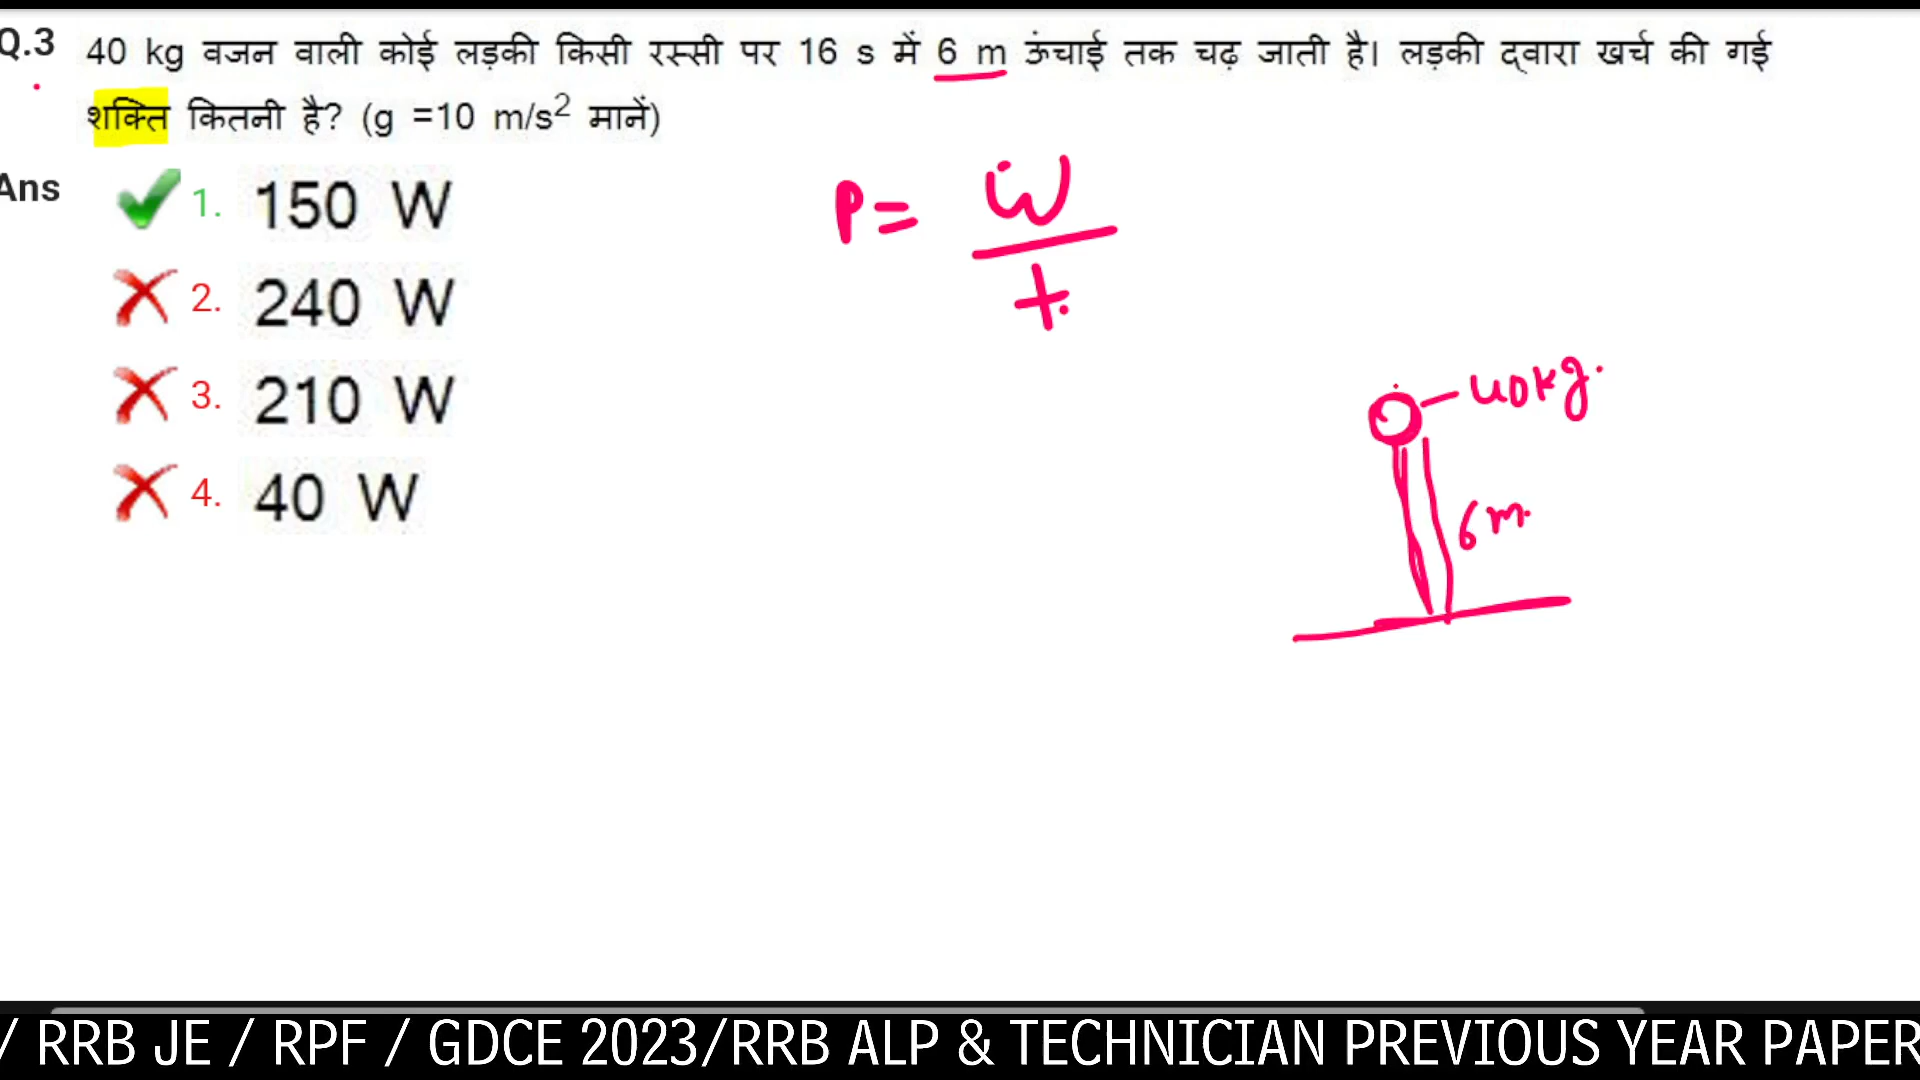 Q.3 40 kg वजन वाली कोई लड़की किसी रस्सी पर 16 s में 6 m ऊंचाई तक चढ़ जाती है। लड़की द्वारा खर्च की गई
शक्ति कितनी है? (g =10 m/s² मानें)
Ans 1. 150 W
2. 240 W
3. 210 W
4. 40 W
P = W
t
40kg.
6m.
/ RRB JE / RPF / GDCE 2023/RRB ALP & TECHNICIAN PREVIOUS YEAR PAPER